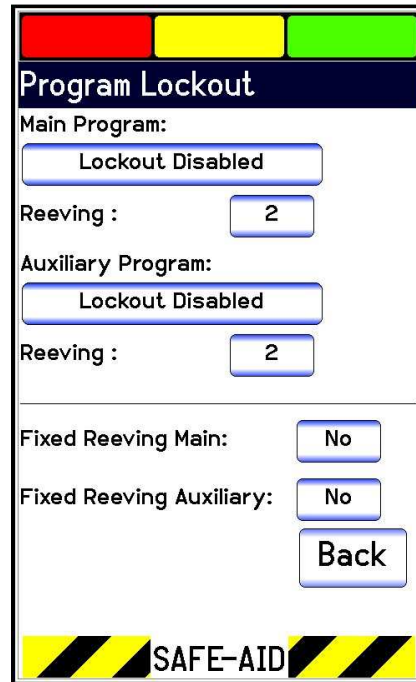 Program Lockout
Main Program:
Lockout Disabled
Reeving : 2
Auxiliary Program:
Lockout Disabled
Reeving : 2
Fixed Reeving Main: No
Fixed Reeving Auxiliary: No
Back
SAFE-AID